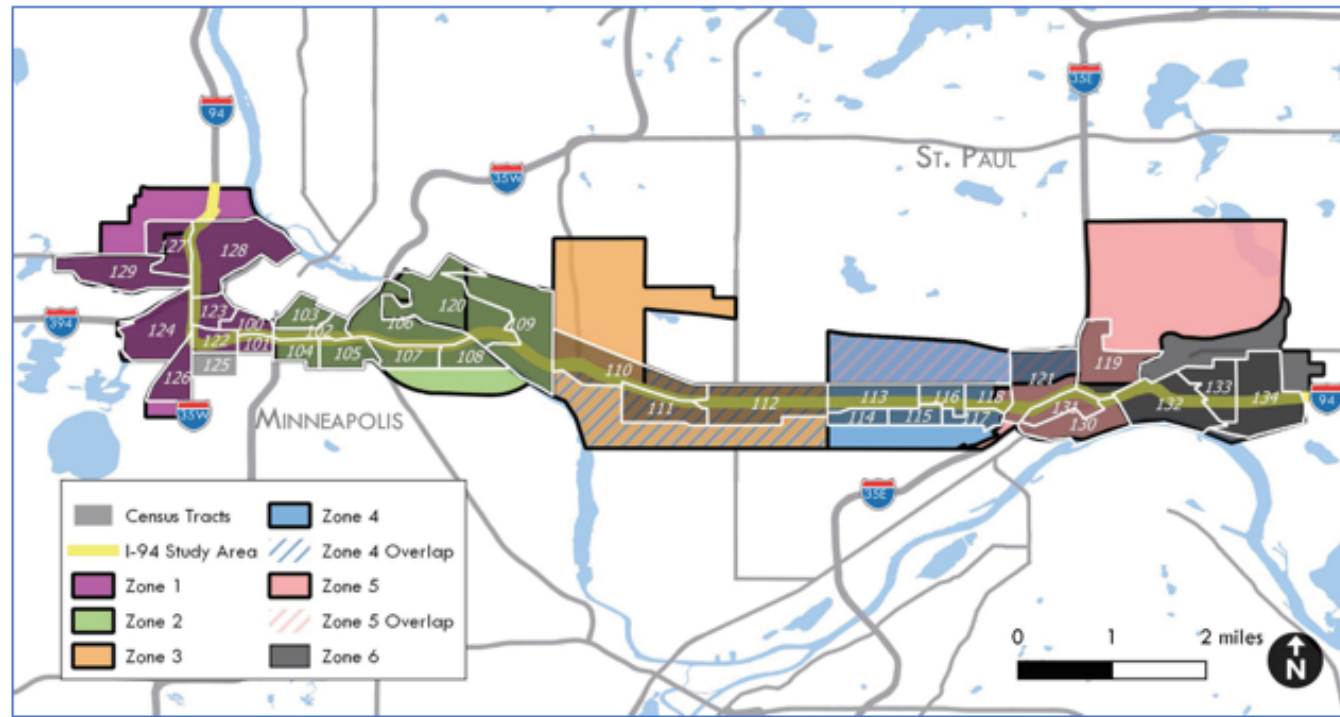 94
35E
35W
ST. PAUL
127
128
129
123
100
103
102
106
120
109
124
122
101
125
104
105
107
108
126
394
35W
MINNEAPOLIS
110
111
112
113
114
115
116
117
118
121
119
131
130
132
133
134
94
35E
Census Tracts
I-94 Study Area
Zone 1
Zone 2
Zone 3
Zone 4
Zone 4 Overlap
Zone 5
Zone 5 Overlap
Zone 6
0 1 2 miles
N